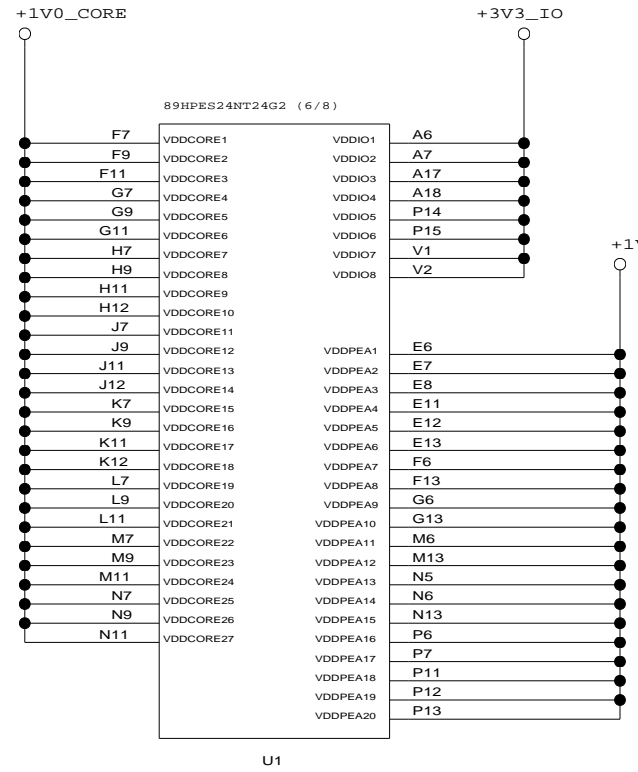 +1V0_CORE
+3V3_IO
89HPES24NT24G2 (6/8)
F7 VDDCORE1 VDDIO1 A6
F9 VDDCORE2 VDDIO2 A7
F11 VDDCORE3 VDDIO3 A17
G7 VDDCORE4 VDDIO4 A18
G9 VDDCORE5 VDDIO5 P14
G11 VDDCORE6 VDDIO6 P15
H7 VDDCORE7 VDDIO7 V1
H9 VDDCORE8 VDDIO8 V2
+1V
H11 VDDCORE9
H12 VDDCORE10
J7 VDDCORE11
J9 VDDCORE12 VDDPEA1 E6
J11 VDDCORE13 VDDPEA2 E7
J12 VDDCORE14 VDDPEA3 E8
K7 VDDCORE15 VDDPEA4 E11
K9 VDDCORE16 VDDPEA5 E12
K11 VDDCORE17 VDDPEA6 E13
K12 VDDCORE18 VDDPEA7 F6
L7 VDDCORE19 VDDPEA8 F13
L9 VDDCORE20 VDDPEA9 G6
L11 VDDCORE21 VDDPEA10 G13
M7 VDDCORE22 VDDPEA11 M6
M9 VDDCORE23 VDDPEA12 M13
M11 VDDCORE24 VDDPEA13 N5
N7 VDDCORE25 VDDPEA14 N6
N9 VDDCORE26 VDDPEA15 N13
N11 VDDCORE27 VDDPEA16 P6
VDDPEA17 P7
VDDPEA18 P11
VDDPEA19 P12
VDDPEA20 P13
U1